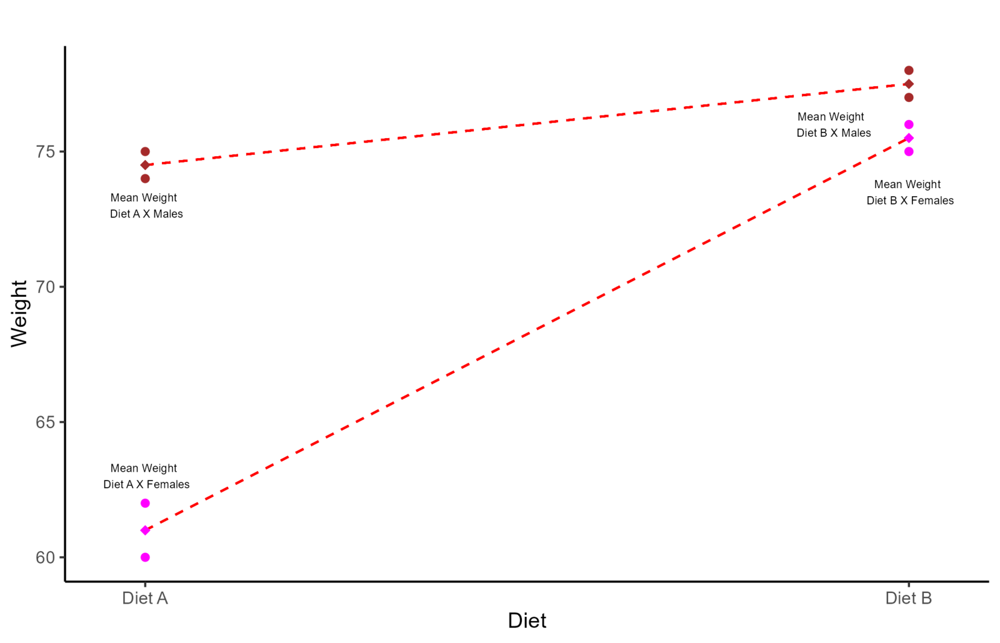 Mean Weight
Diet B X Males
75
Mean Weight
Diet B X Females
Mean Weight
Diet A X Males
70
Weight
65
Mean Weight
Diet A X Females
60
Diet A
Diet B
Diet